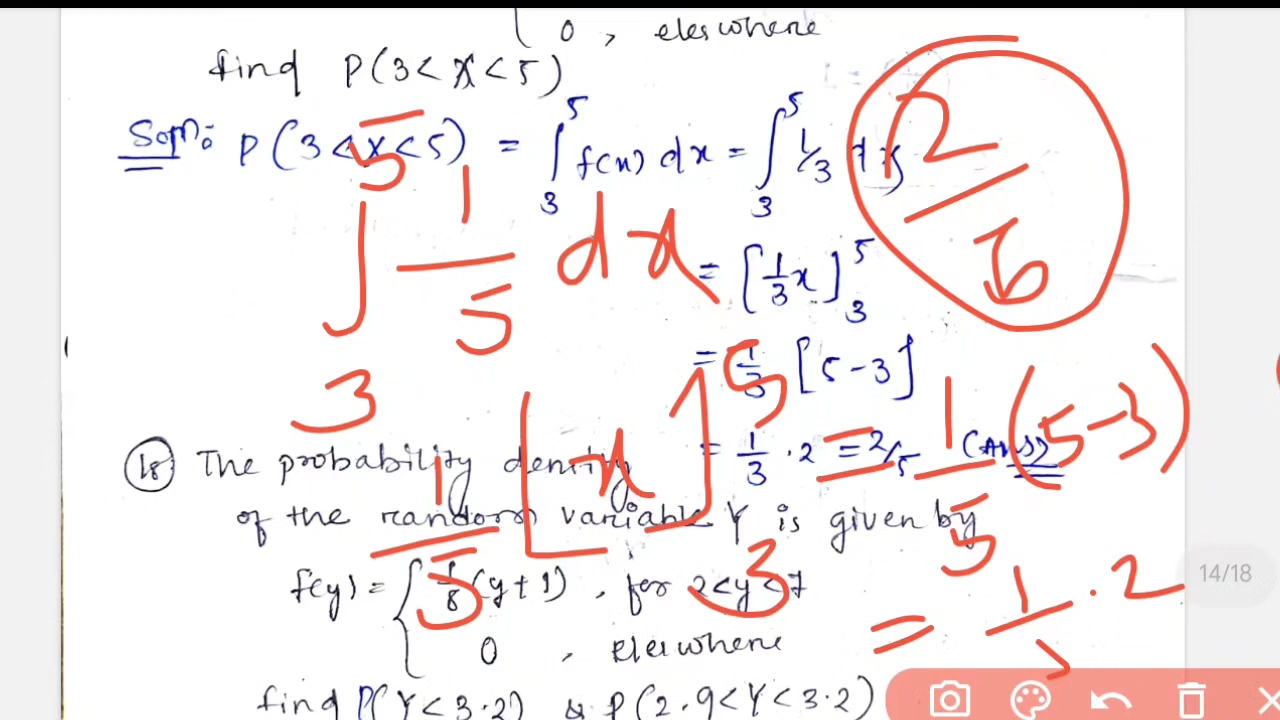 0 , elsewhere
find P(3 < X < 5)
Solⁿ: P(3 < X < 5) = ∫₃⁵ f(x) dx = ∫₃⁵ 1/3 dx
= [1/3 x]₃⁵
= 1/3 [5-3]
= 1/3 · 2 = 2/5 (Ans)
∫₃⁵ 1/5 dx
1/5 [x]₃⁵
1/5 (5-3)
= 1/5 · 2
2/5
(18) The probability density
of the random variable Y is given by
f(y) = { 1/8 (y+1) , for 2<y<7
0 , Elerwhere
find P(Y < 3.2) & P(2.9 < Y < 3.2)
14/18